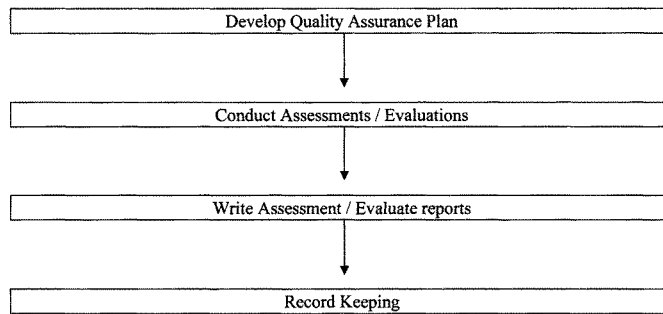 Develop Quality Assurance Plan
Conduct Assessments / Evaluations
Write Assessment / Evaluate reports
Record Keeping